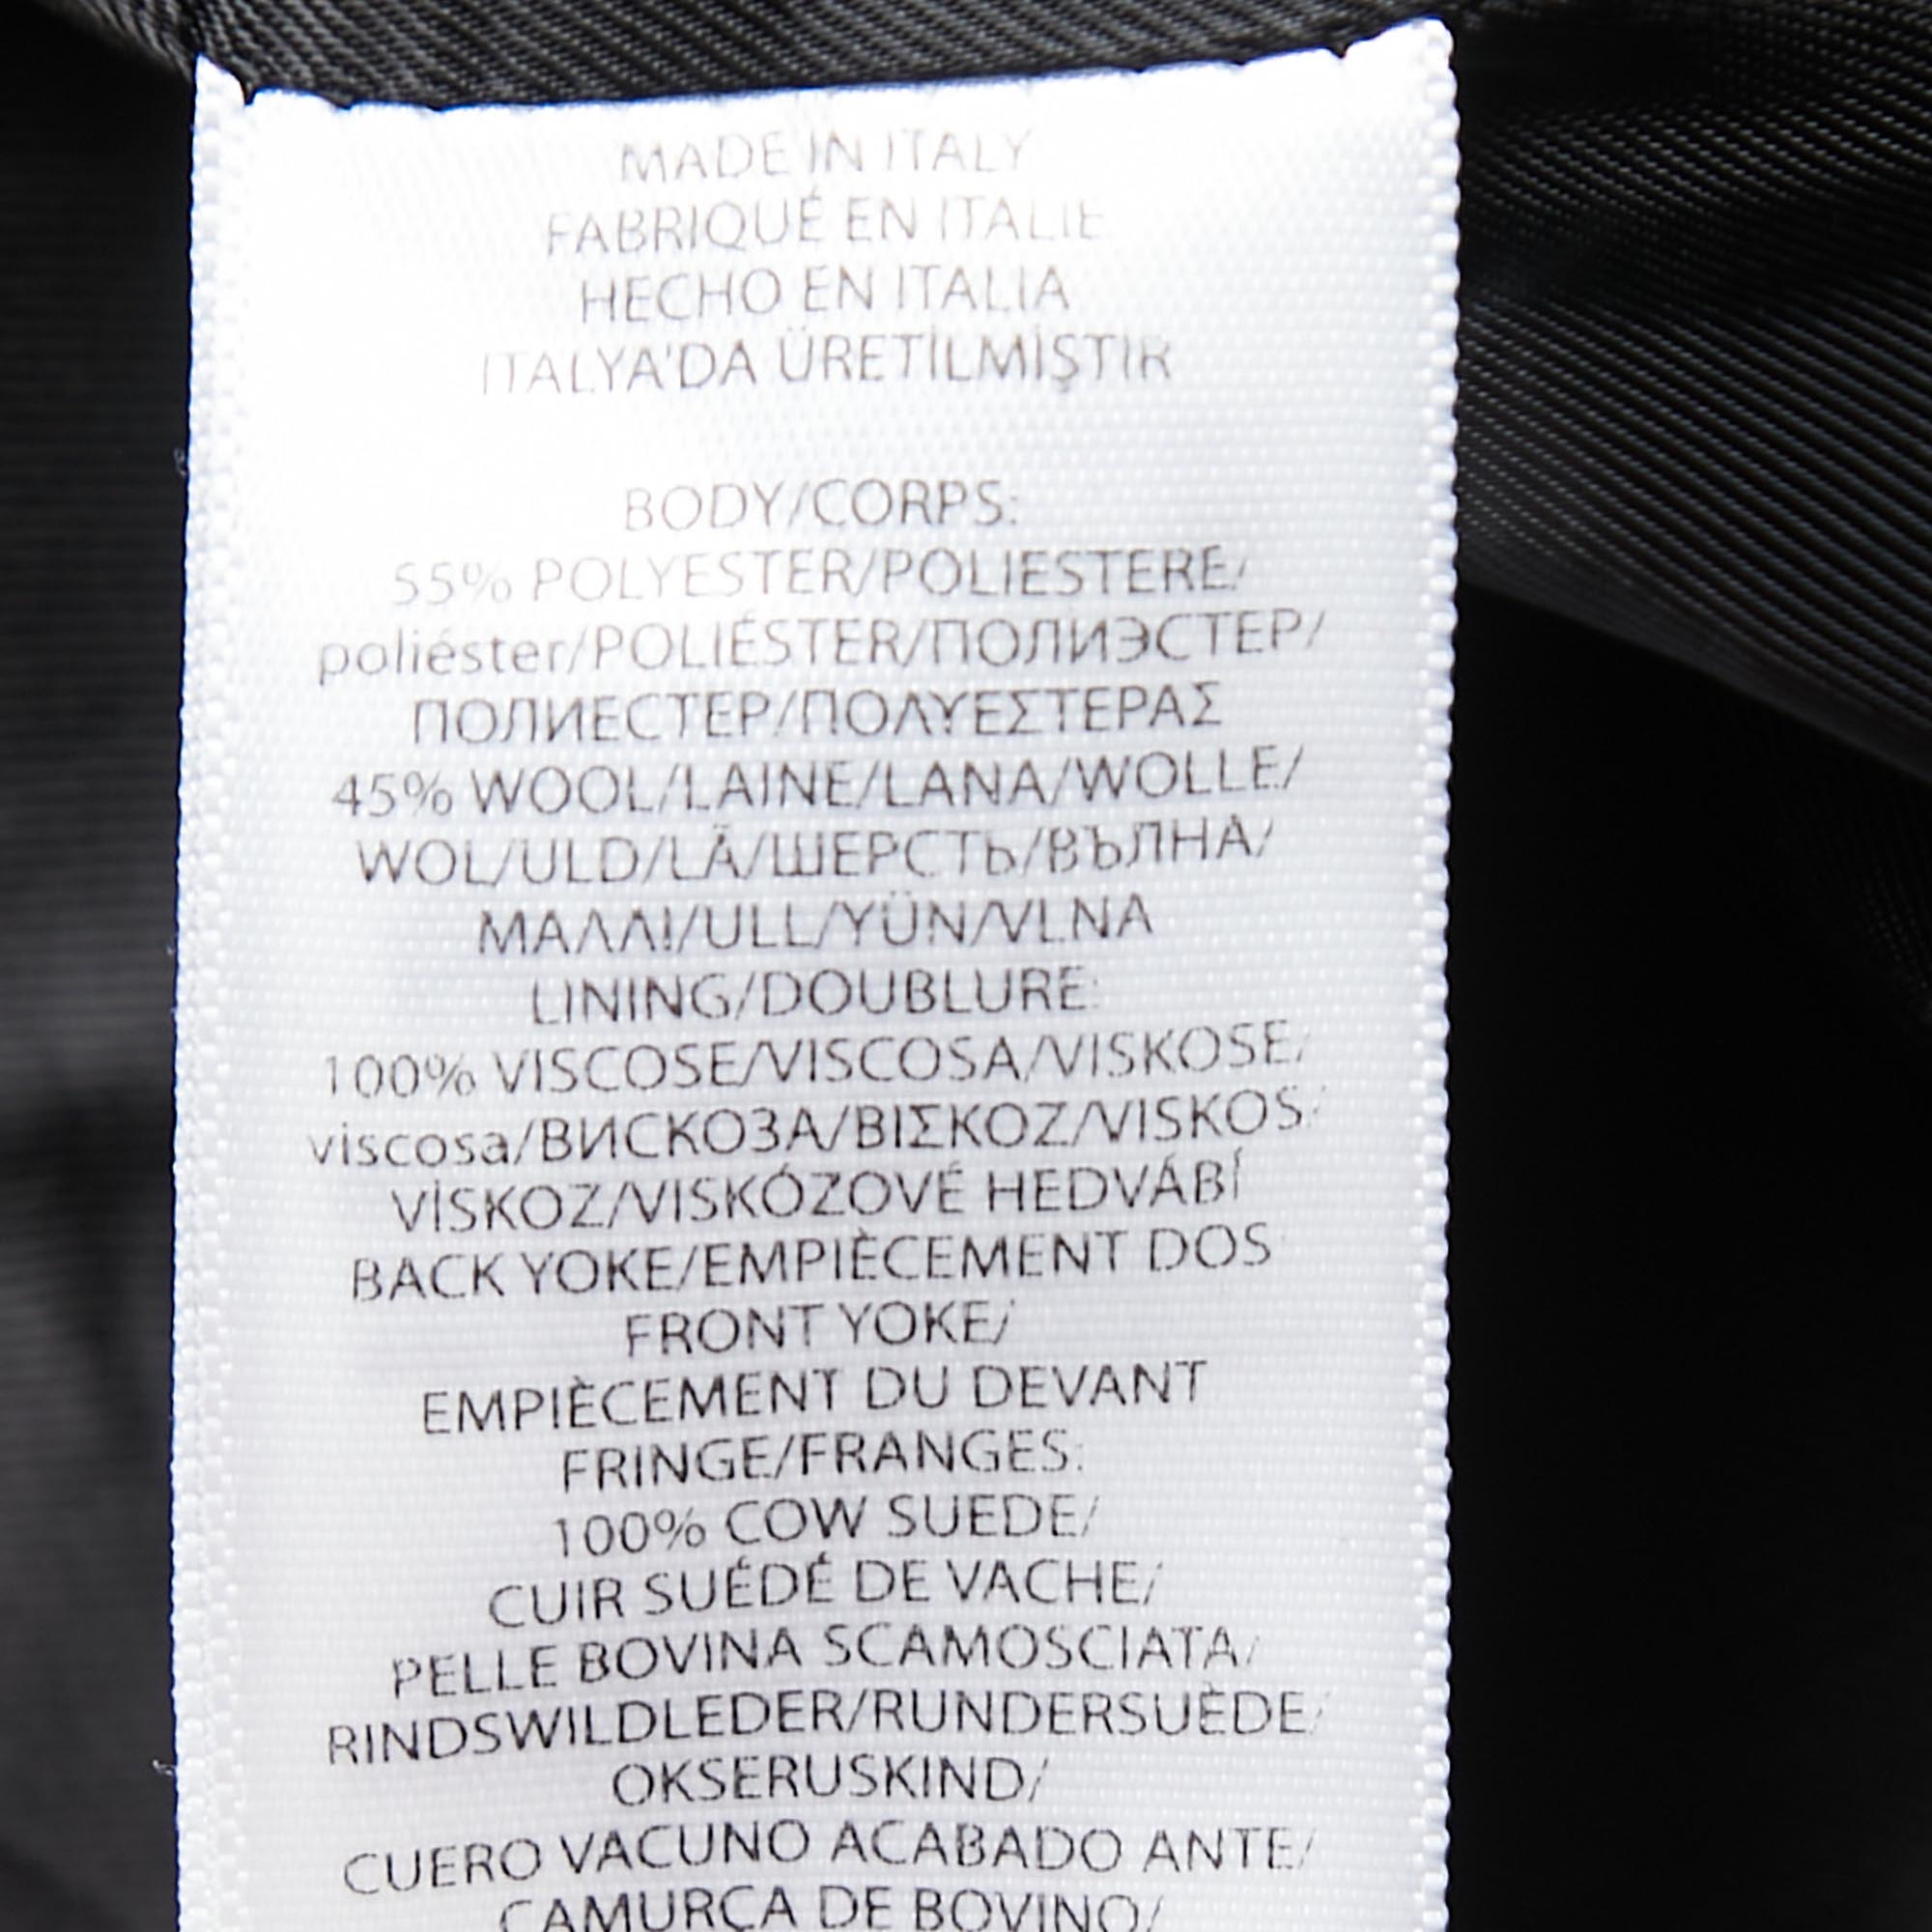 MADE IN ITALY
FABRIQUÉ EN ITALIE
HECHO EN ITALIA
ITALYA'DA ÜRETİLMİŞTİR
BODY/CORPS:
55% POLYESTER/POLIESTERE/
poliéster/POLIÉSTER/ПОЛИЭСТЕР/
ПОЛИЕСТЕР/ΠΟΛΥΕΣΤΕΡΑΣ
45% WOOL/LAINE/LANA/WOLLE/
WOL/ULD/LÃ/ШЕРСТЬ/ВЪЛНА/
ΜΑΛΛΙ/ULL/YÜN/VLNA
LINING/DOUBLURE:
100% VISCOSE/VISCOSA/VISKOSE/
viscosa/ВИСКОЗА/ΒΙΣΚΟΖ/VISKOS/
VİSKOZ/VISKÓZOVÉ HEDVÁBÍ
BACK YOKE/EMPIÈCEMENT DOS
FRONT YOKE/
EMPIÈCEMENT DU DEVANT
FRINGE/FRANGES:
100% COW SUEDE/
CUIR SUÉDÉ DE VACHE/
PELLE BOVINA SCAMOSCIATA/
RINDSWILDLEDER/RUNDERSUÈDE/
OKSERUSKIND/
CUERO VACUNO ACABADO ANTE/
CAMURÇA DE BOVINO/